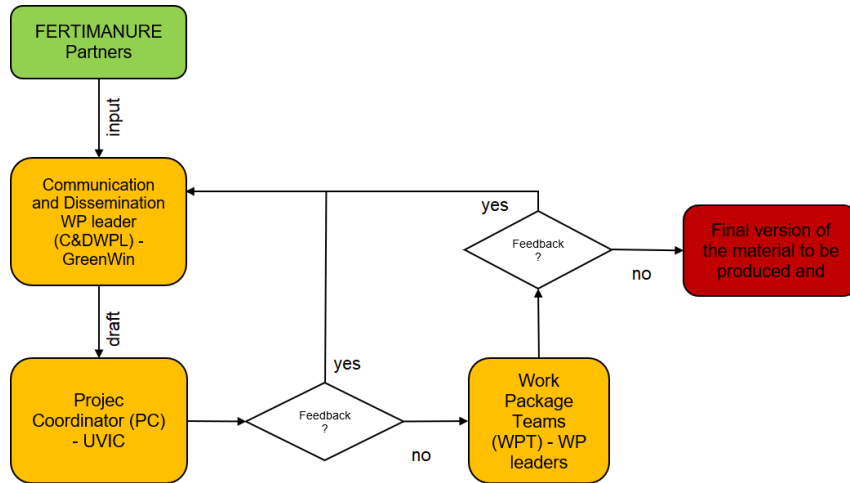 FERTIMANURE
Partners
input
Communication
and Dissemination
WP leader
(C&DWPL) -
GreenWin
draft
Projec
Coordinator (PC)
- UVIC
Feedback
?
yes
no
Work
Package
Teams
(WPT) - WP
leaders
Feedback
?
yes
no
Final version of
the material to be
produced and